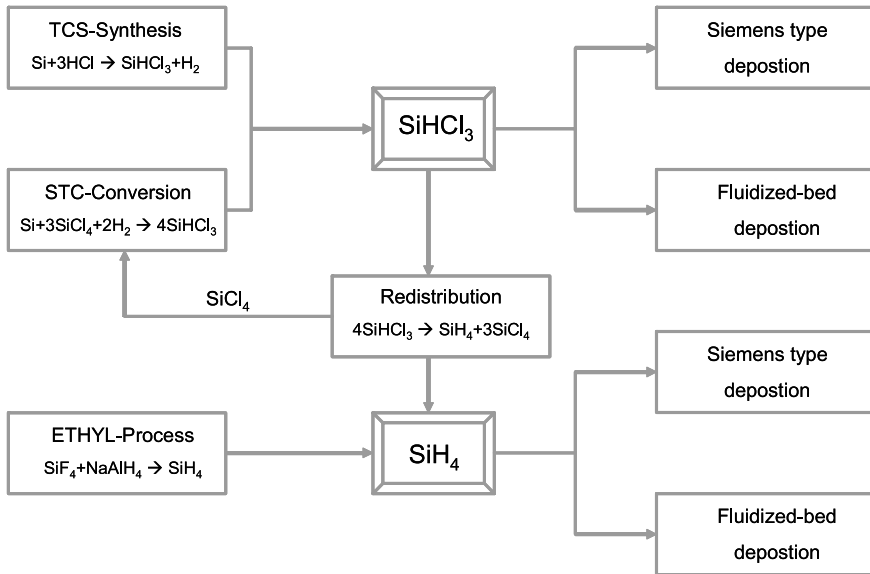 TCS-Synthesis
Si+3HCl → SiHCl₃+H₂
Siemens type
depostion
SiHCl₃
STC-Conversion
Si+3SiCl₄+2H₂ → 4SiHCl₃
Fluidized-bed
depostion
SiCl₄
Redistribution
4SiHCl₃ → SiH₄+3SiCl₄
Siemens type
depostion
ETHYL-Process
SiF₄+NaAlH₄ → SiH₄
SiH₄
Fluidized-bed
depostion